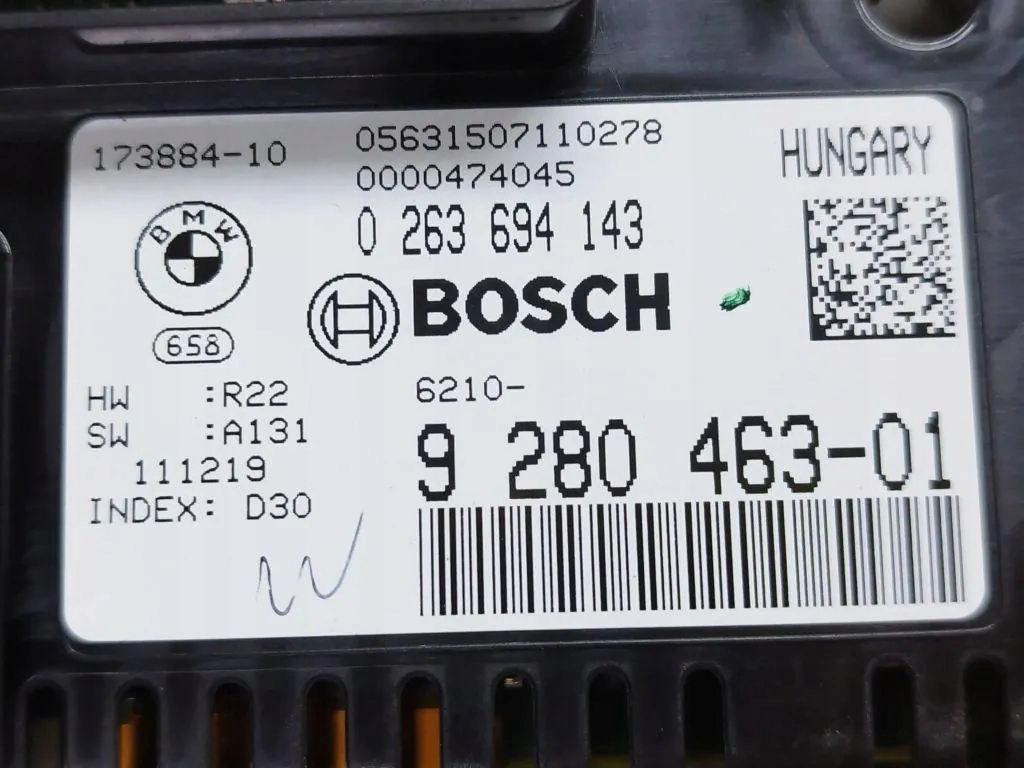 173884-10
05631507110278
0000474045
HUNGARY
0 263 694 143
BMW
BOSCH
658
6210-
HW :R22
SW :A131
111219
INDEX: D30
9 280 463-01